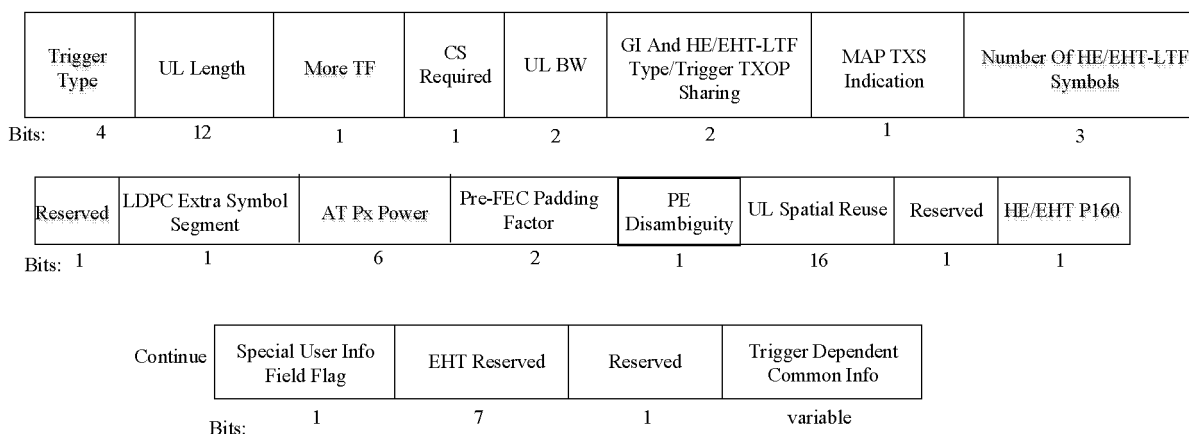 Trigger
Type
UL Length
More TF
CS
Required
UL BW
GI And HE/EHT-LTF
Type/Trigger TXOP
Sharing
MAP TXS
Indication
Number Of HE/EHT-LTF
Symbols
Bits: 4 12 1 1 2 2 1 3
Reserved
LDPC Extra Symbol
Segment
AT Px Power
Pre-FEC Padding
Factor
PE
Disambiguity
UL Spatial Reuse
Reserved
HE/EHT P160
Bits: 1 1 6 2 1 16 1 1
Continue
Special User Info
Field Flag
EHT Reserved
Reserved
Trigger Dependent
Common Info
Bits: 1 7 1 variable